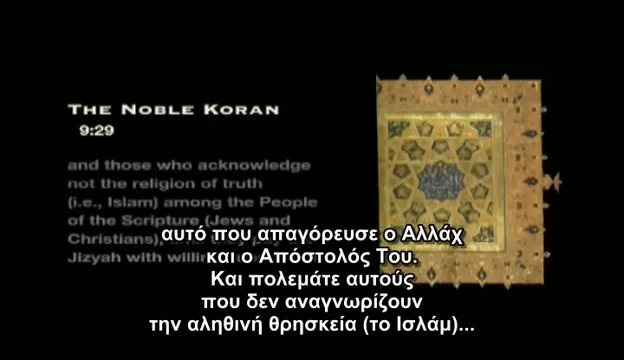 THE NOBLE KORAN
9:29
and those who acknowledge
not the religion of truth
(i.e., Islam) among the People
of the Scripture (Jews and
Christians),
Jizyah with willing
αυτό που απαγόρευσε ο Αλλάχ
και ο Απόστολός Του.
Και πολεμάτε αυτούς
που δεν αναγνωρίζουν
την αληθινή θρησκεία (το Ισλάμ)...